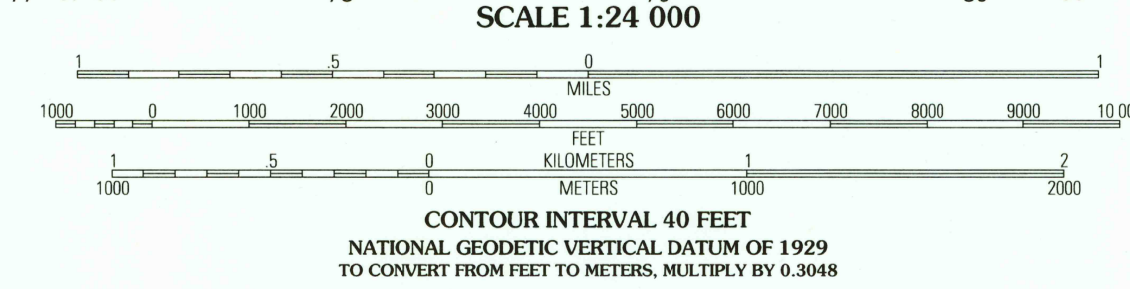 SCALE 1:24 000
1 .5 0 1
MILES
1000 0 1000 2000 3000 4000 5000 6000 7000 8000 9000 10 00
FEET
1 .5 0 KILOMETERS 1 2
1000 0 METERS 1000 2000
CONTOUR INTERVAL 40 FEET
NATIONAL GEODETIC VERTICAL DATUM OF 1929
TO CONVERT FROM FEET TO METERS, MULTIPLY BY 0.3048